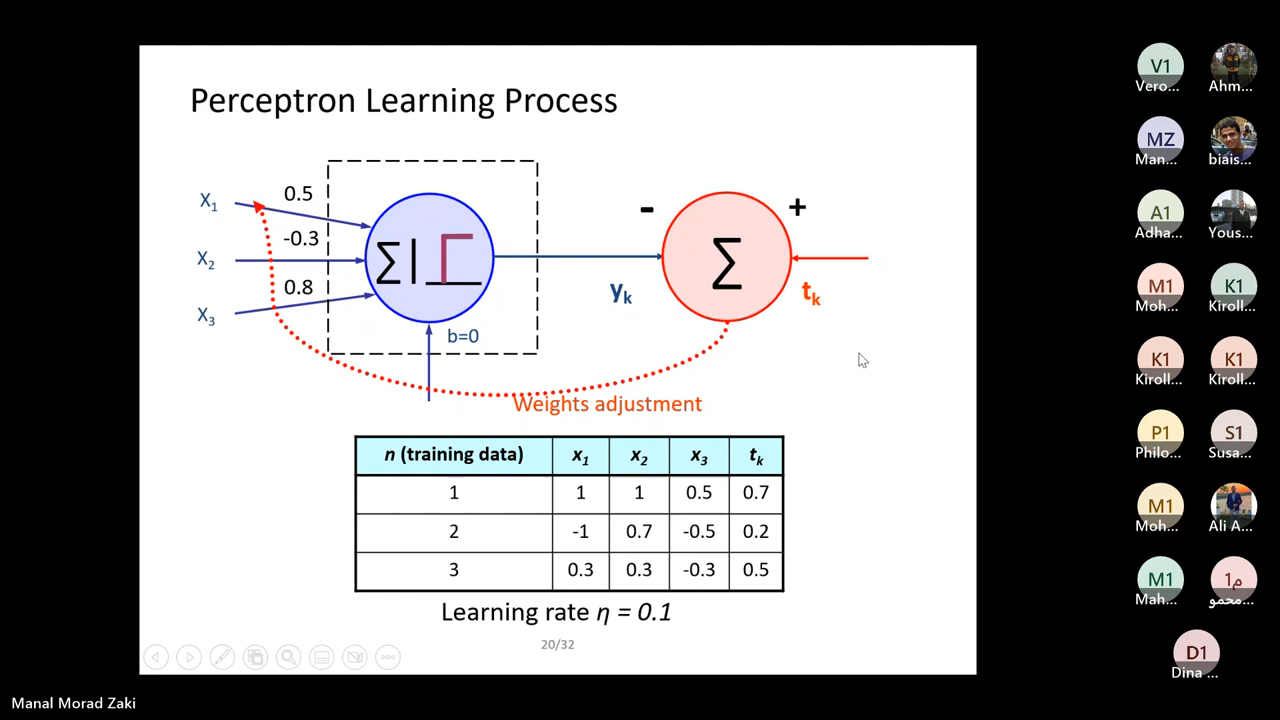 Perceptron Learning Process
X1
0.5
-0.3
X2
0.8
X3
∑|
b=0
-
+
∑
yk
tk
Weights adjustment
n (training data) x1 x2 x3 tk
1 1 1 0.5 0.7
2 -1 0.7 -0.5 0.2
3 0.3 0.3 -0.3 0.5
Learning rate η = 0.1
20/32
V1
Vero...
Ahm...
MZ
Man...
biais...
A1
Adha...
Yous...
M1
Moh...
K1
Kiroll...
K1
Kiroll...
K1
Kiroll...
P1
Philo...
S1
Susa...
M1
Moh...
Ali A...
M1
Mah...
م1
محمو...
D1
Dina ...
Manal Morad Zaki